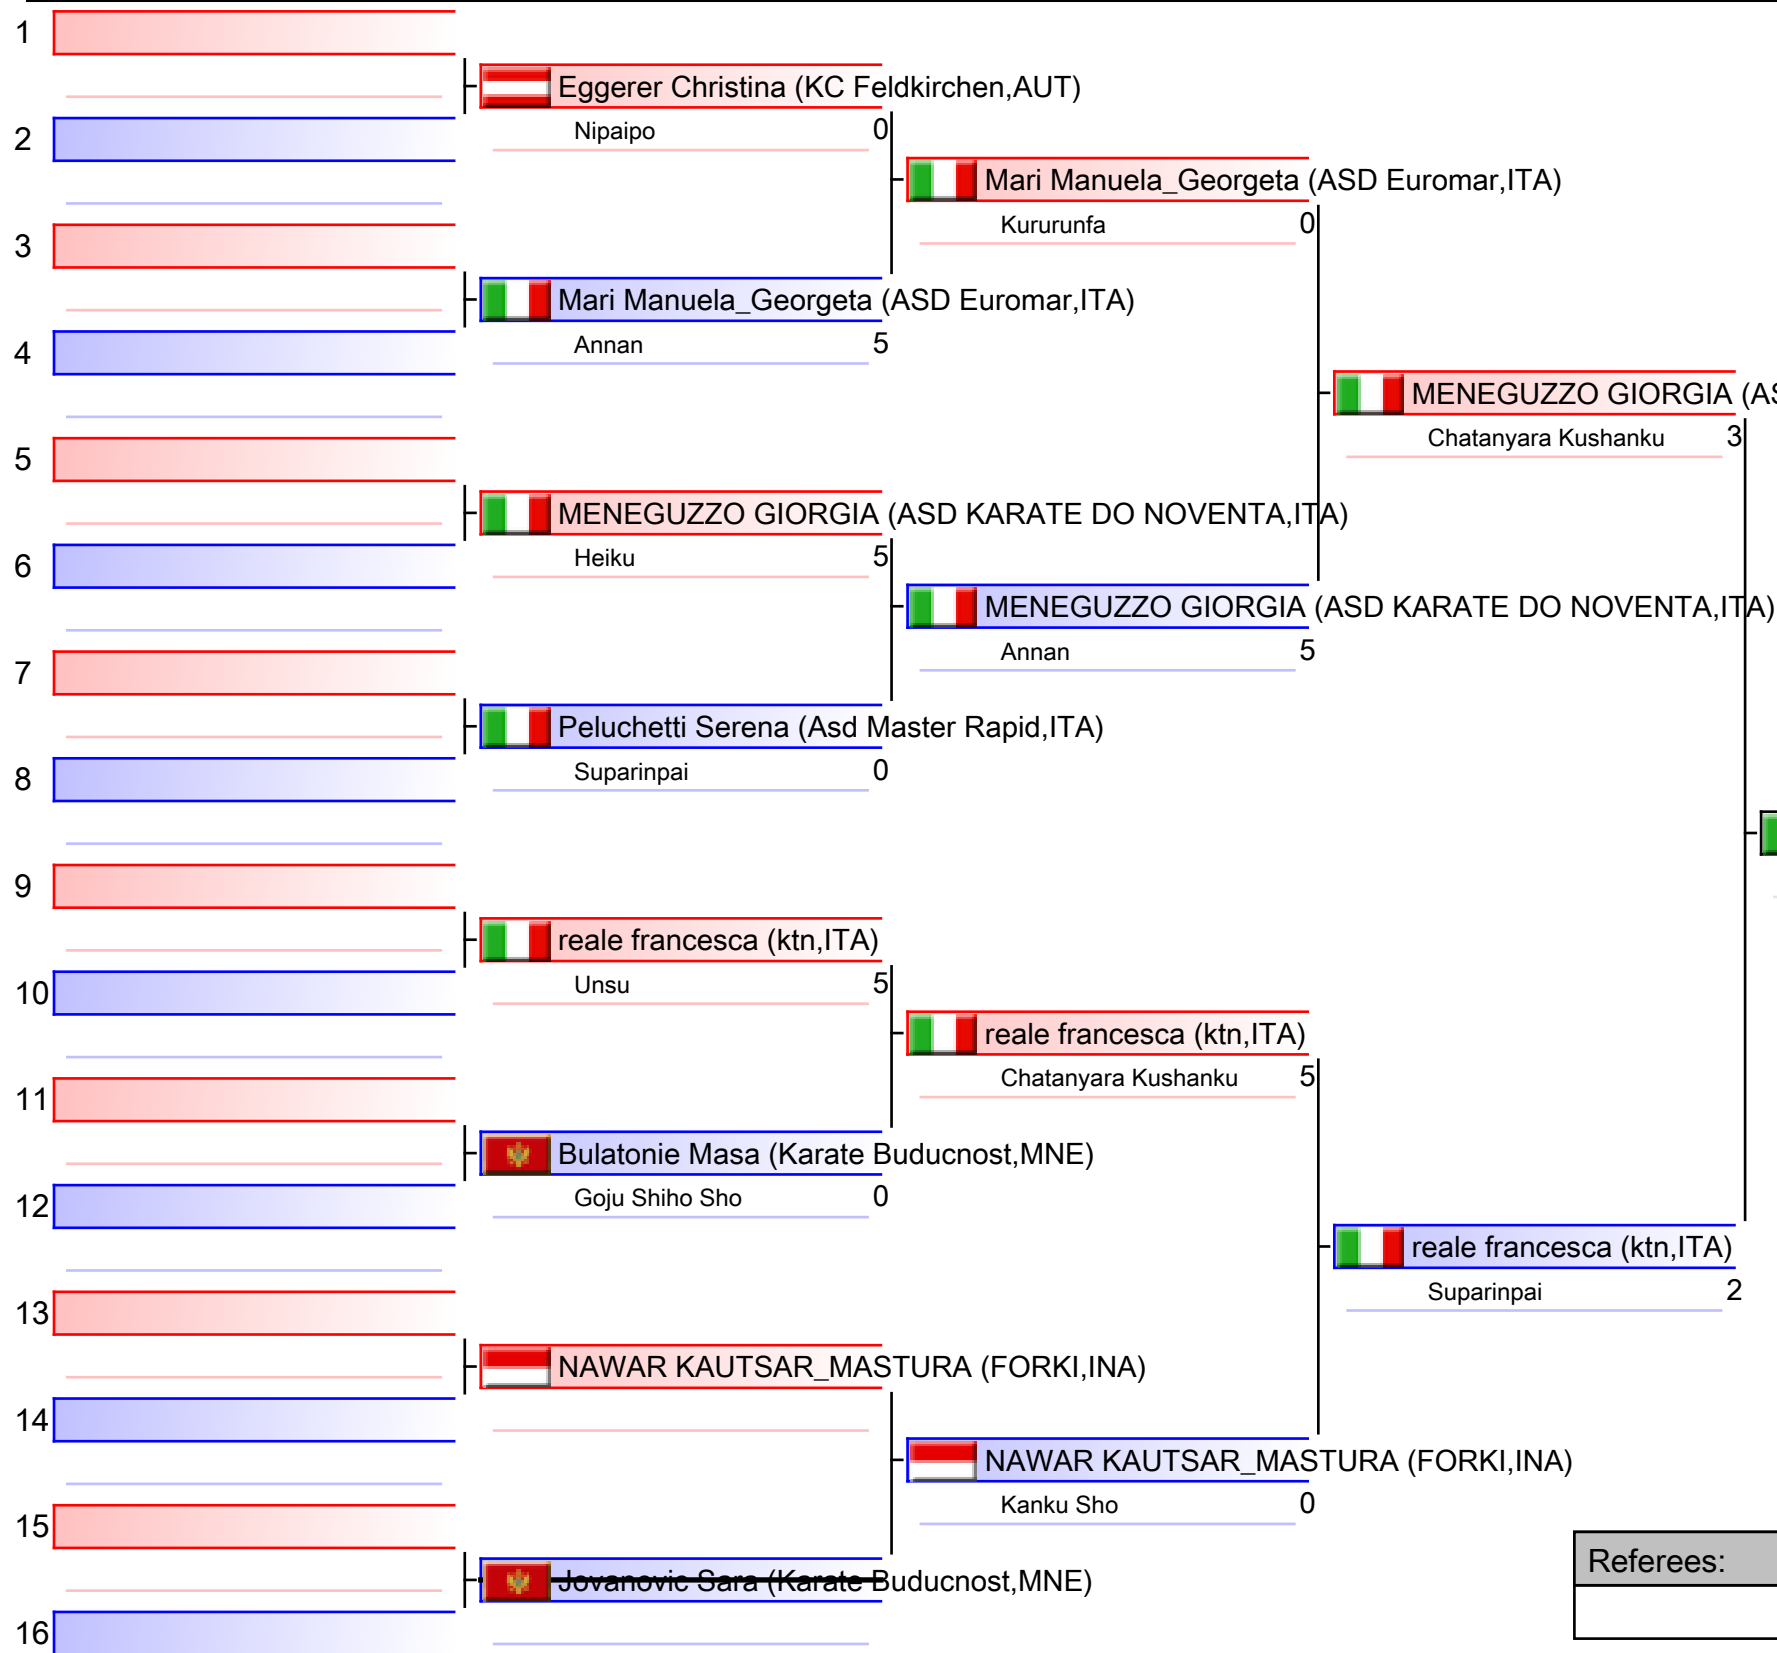 1
Eggerer Christina (KC Feldkirchen,AUT)
Nipaipo 0
2
Mari Manuela_Georgeta (ASD Euromar,ITA)
Kururunfa 0
3
Mari Manuela_Georgeta (ASD Euromar,ITA)
Annan 5
4
MENEGUZZO GIORGIA (AS
Chatanyara Kushanku 3
5
MENEGUZZO GIORGIA (ASD KARATE DO NOVENTA,ITA)
Heiku 5
6
MENEGUZZO GIORGIA (ASD KARATE DO NOVENTA,ITA)
Annan 5
7
Peluchetti Serena (Asd Master Rapid,ITA)
Suparinpai 0
8
9
reale francesca (ktn,ITA)
Unsu 5
10
reale francesca (ktn,ITA)
Chatanyara Kushanku 5
11
Bulatonie Masa (Karate Buducnost,MNE)
Goju Shiho Sho 0
12
reale francesca (ktn,ITA)
Suparinpai 2
13
NAWAR KAUTSAR_MASTURA (FORKI,INA)
14
NAWAR KAUTSAR_MASTURA (FORKI,INA)
Kanku Sho 0
15
Jovanovic Sara (Karate Buducnost,MNE)
16
Referees: